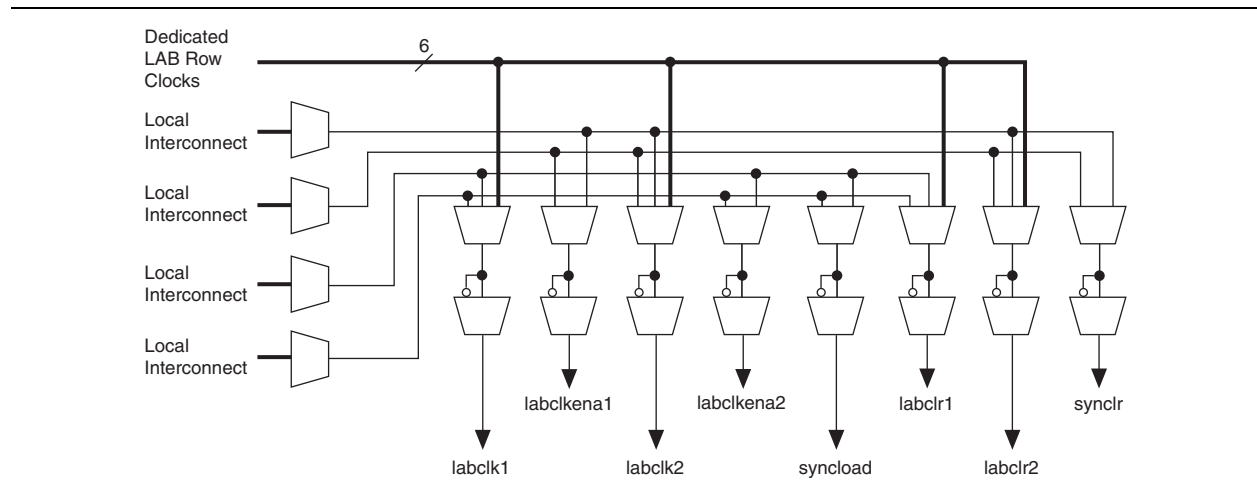 Dedicated
LAB Row
Clocks
6
Local
Interconnect
Local
Interconnect
Local
Interconnect
Local
Interconnect
labclkena1
labclkena2
labclr1
synclr
labclk1
labclk2
syncload
labclr2